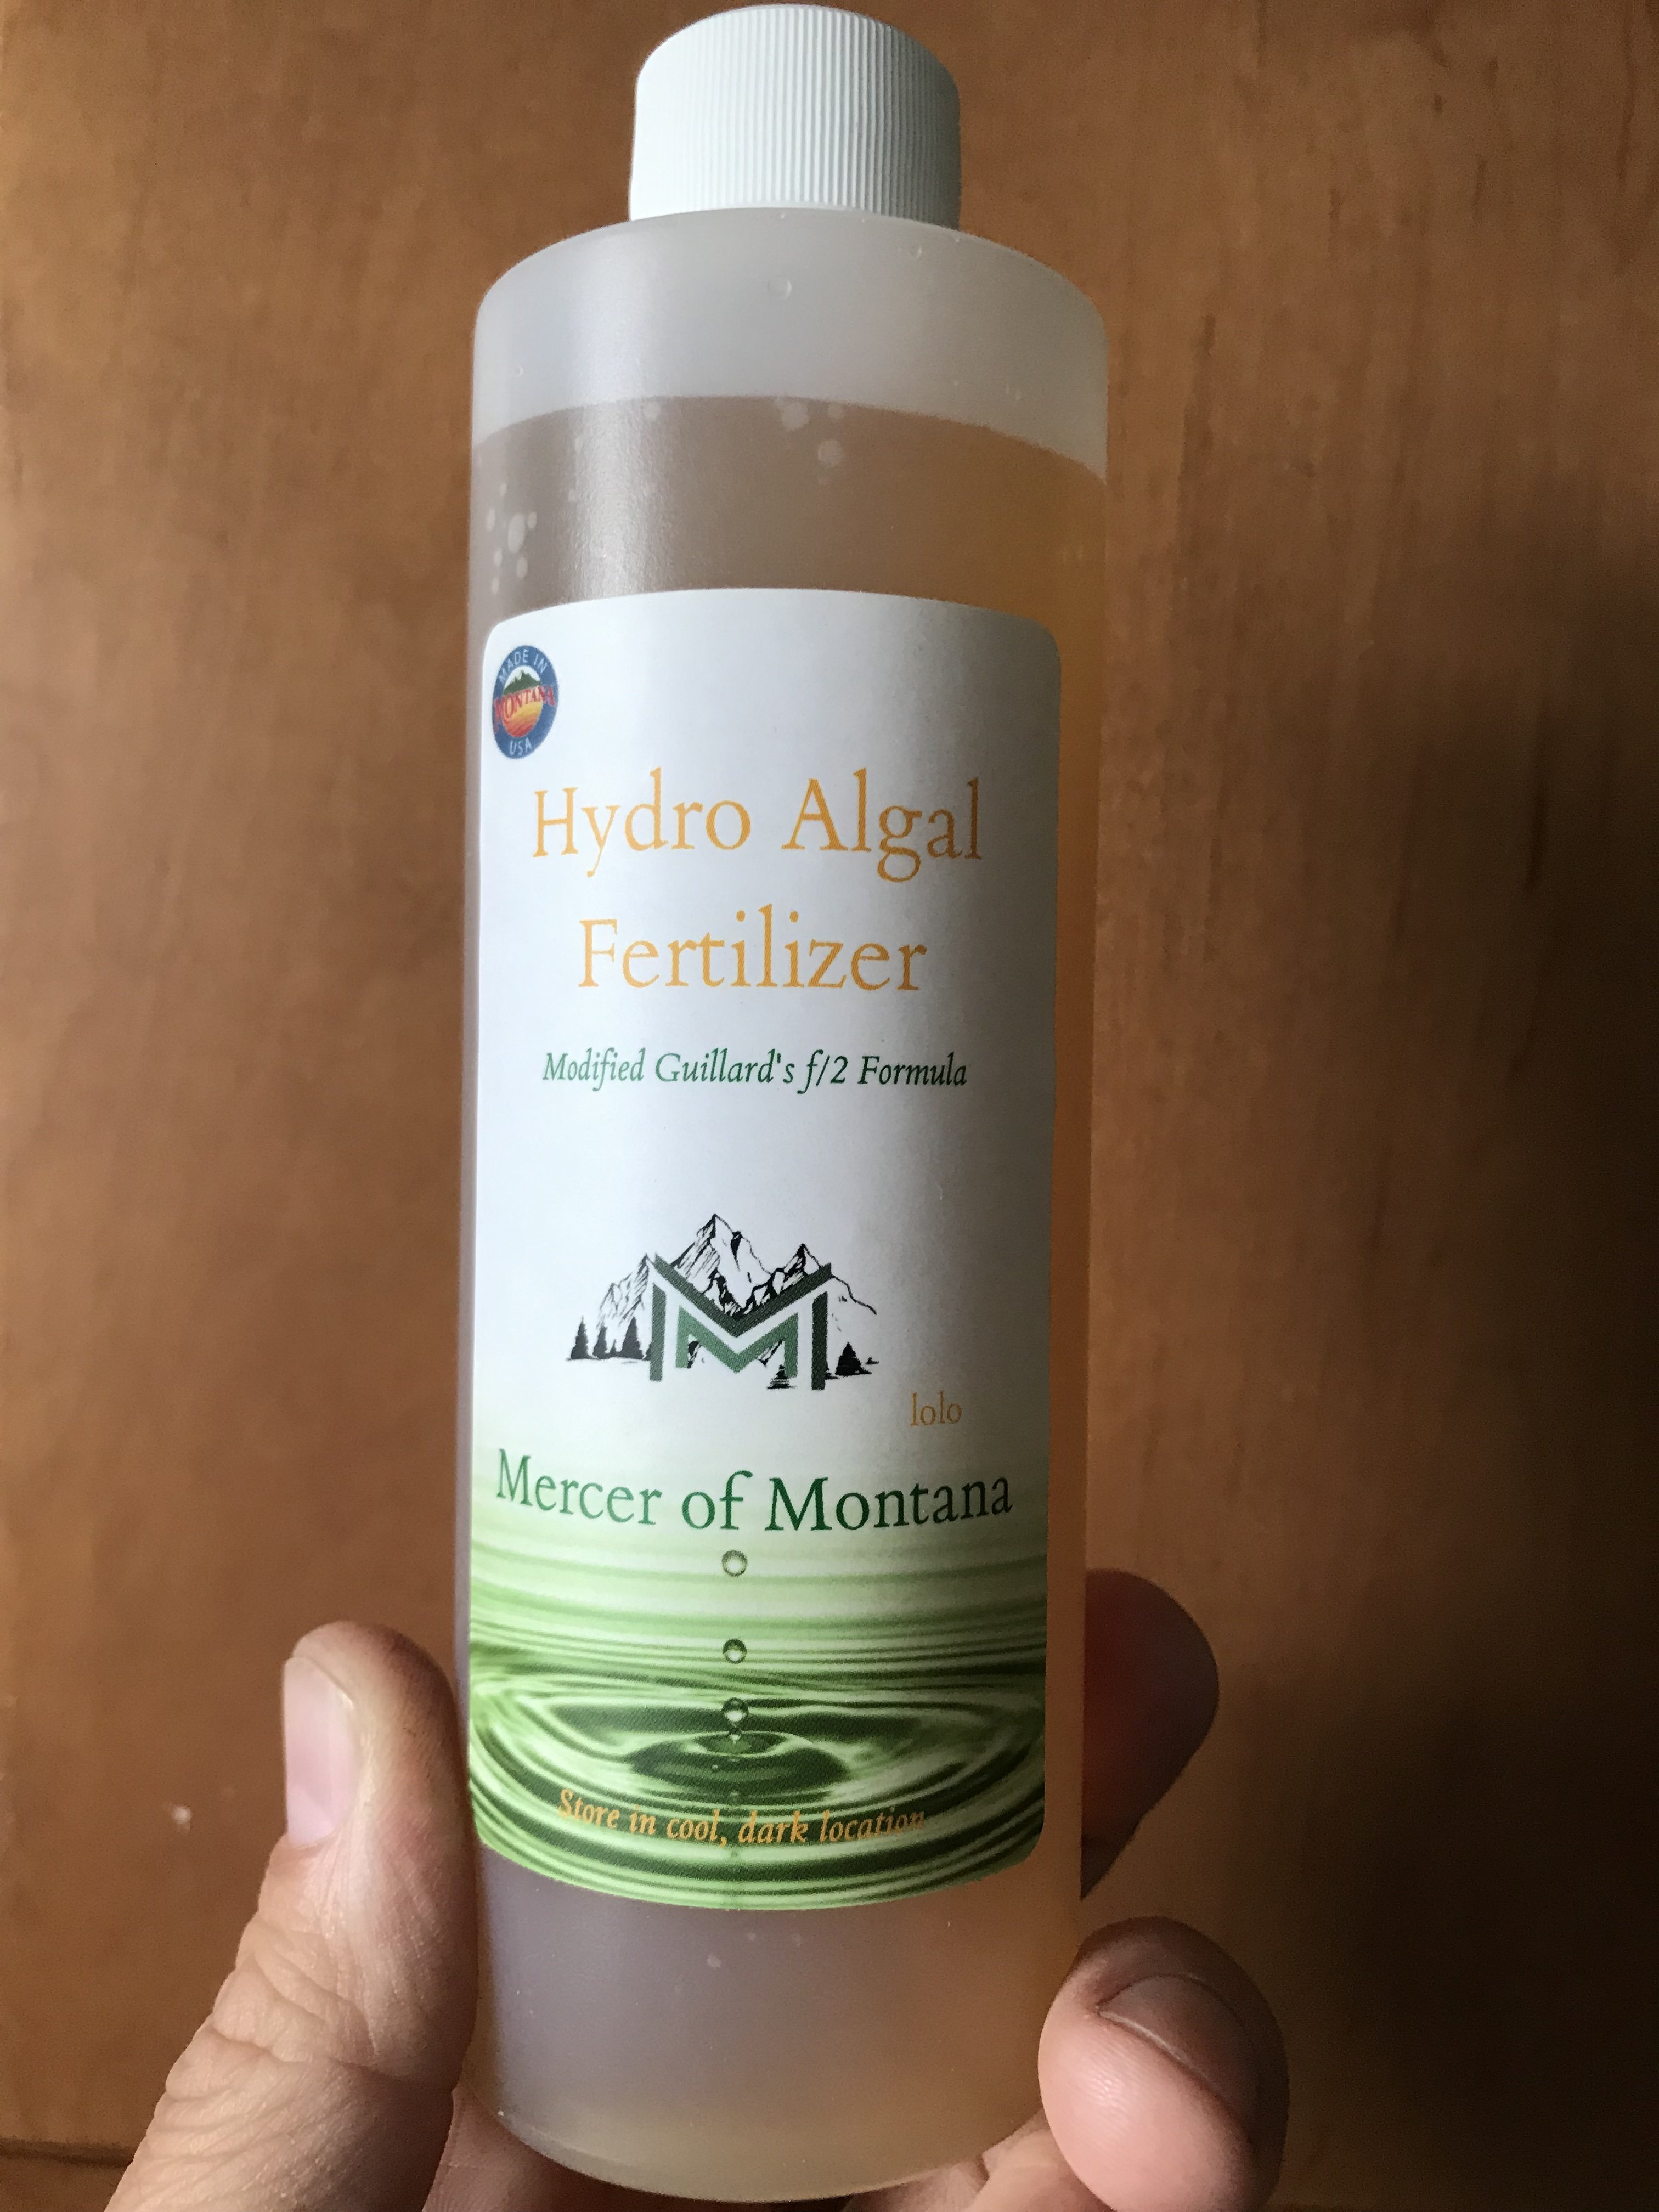 MADE IN
MONTANA
USA
Hydro Algal
Fertilizer
Modified Guillard's f/2 Formula
MM
lolo
Mercer of Montana
Store in cool, dark location